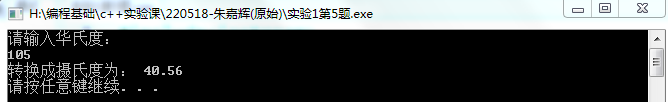 H:\编程基础\c++实验课\220518-朱嘉辉(原始)\实验1第5题.exe
请输入华氏度:
105
转换成摄氏度为: 40.56
请按任意键继续. . .